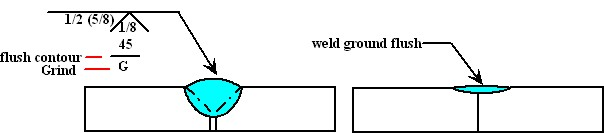 1/2 (5/8)
1/8
45
flush contour
Grind
G
weld ground flush